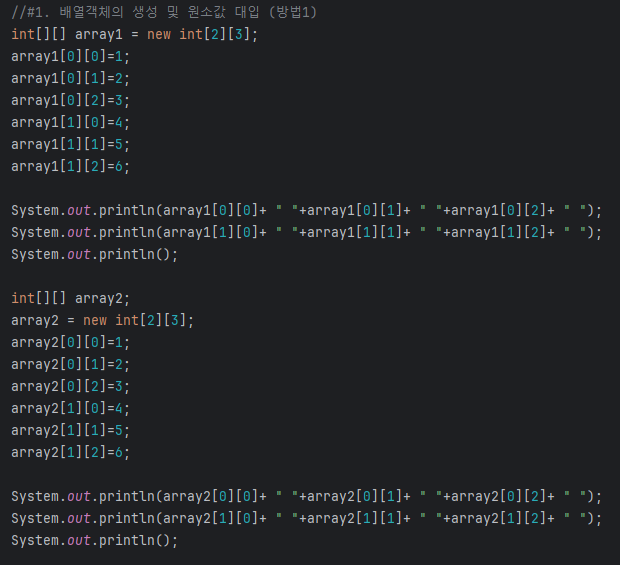 //#1. 배열객체의 생성 및 원소값 대입 (방법1)
int[][] array1 = new int[2][3];
array1[0][0]=1;
array1[0][1]=2;
array1[0][2]=3;
array1[1][0]=4;
array1[1][1]=5;
array1[1][2]=6;

System.out.println(array1[0][0]+ " "+array1[0][1]+ " "+array1[0][2]+ " ");
System.out.println(array1[1][0]+ " "+array1[1][1]+ " "+array1[1][2]+ " ");
System.out.println();

int[][] array2;
array2 = new int[2][3];
array2[0][0]=1;
array2[0][1]=2;
array2[0][2]=3;
array2[1][0]=4;
array2[1][1]=5;
array2[1][2]=6;

System.out.println(array2[0][0]+ " "+array2[0][1]+ " "+array2[0][2]+ " ");
System.out.println(array2[1][0]+ " "+array2[1][1]+ " "+array2[1][2]+ " ");
System.out.println();